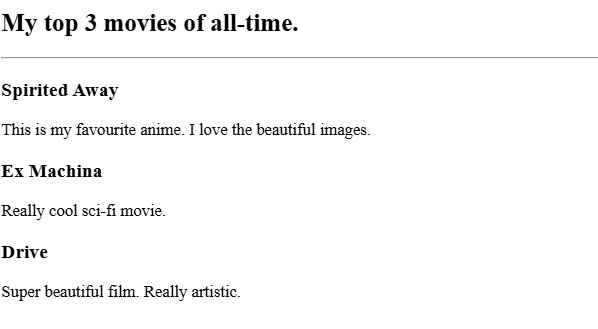 My top 3 movies of all-time.
Spirited Away
This is my favourite anime. I love the beautiful images.
Ex Machina
Really cool sci-fi movie.
Drive
Super beautiful film. Really artistic.